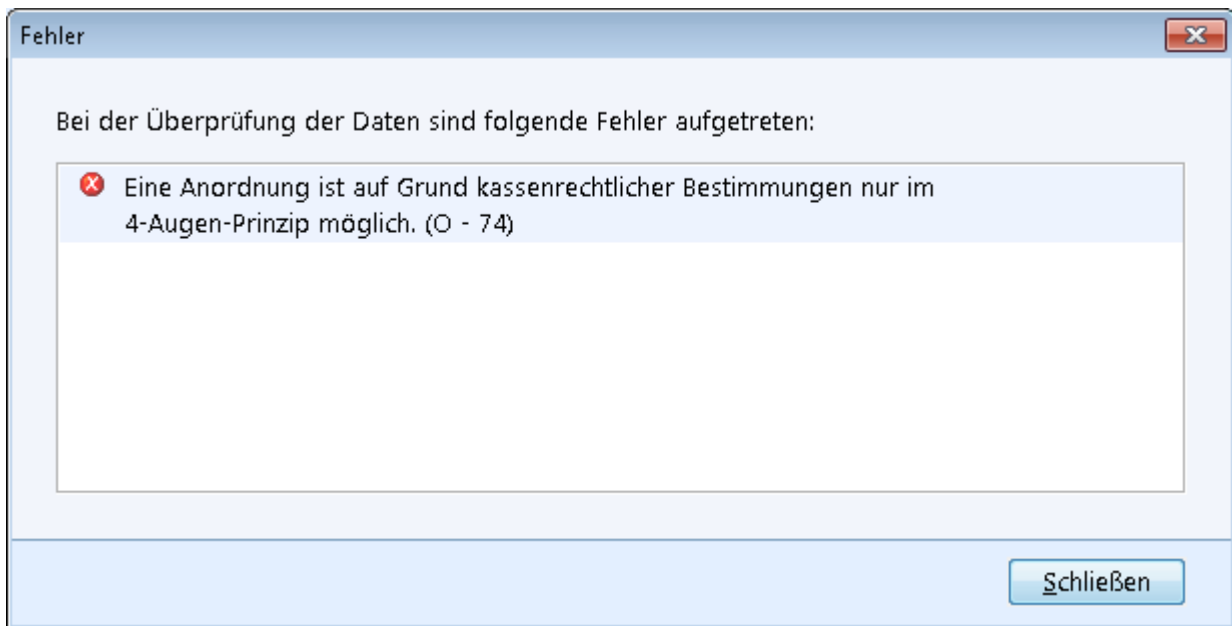 Fehler
Bei der Überprüfung der Daten sind folgende Fehler aufgetreten:
Eine Anordnung ist auf Grund kassenrechtlicher Bestimmungen nur im
4-Augen-Prinzip möglich. (O - 74)
Schließen